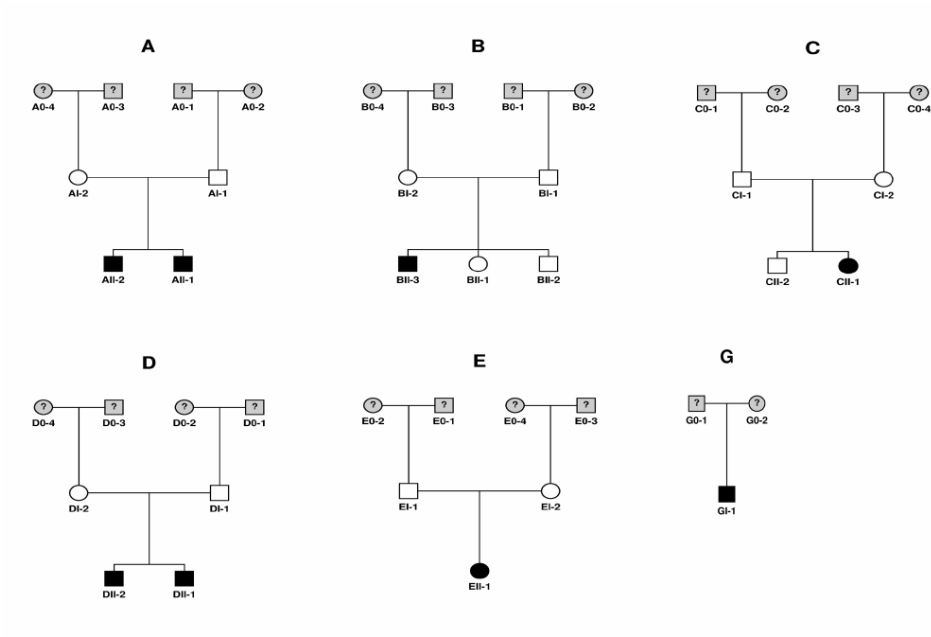 A
B
C
? ? ? ?
A0-4 A0-3 A0-1 A0-2
? ? ? ?
B0-4 B0-3 B0-1 B0-2
? ? ? ?
C0-1 C0-2 C0-3 C0-4
AI-2 AI-1
BI-2 BI-1
CI-1 CI-2
AII-2 AII-1
BII-3 BII-1 BII-2
CII-2 CII-1
D
E
G
? ? ? ?
D0-4 D0-3 D0-2 D0-1
? ? ? ?
E0-2 E0-1 E0-4 E0-3
? ?
G0-1 G0-2
DI-2 DI-1
EI-1 EI-2
GI-1
DII-2 DII-1
EII-1